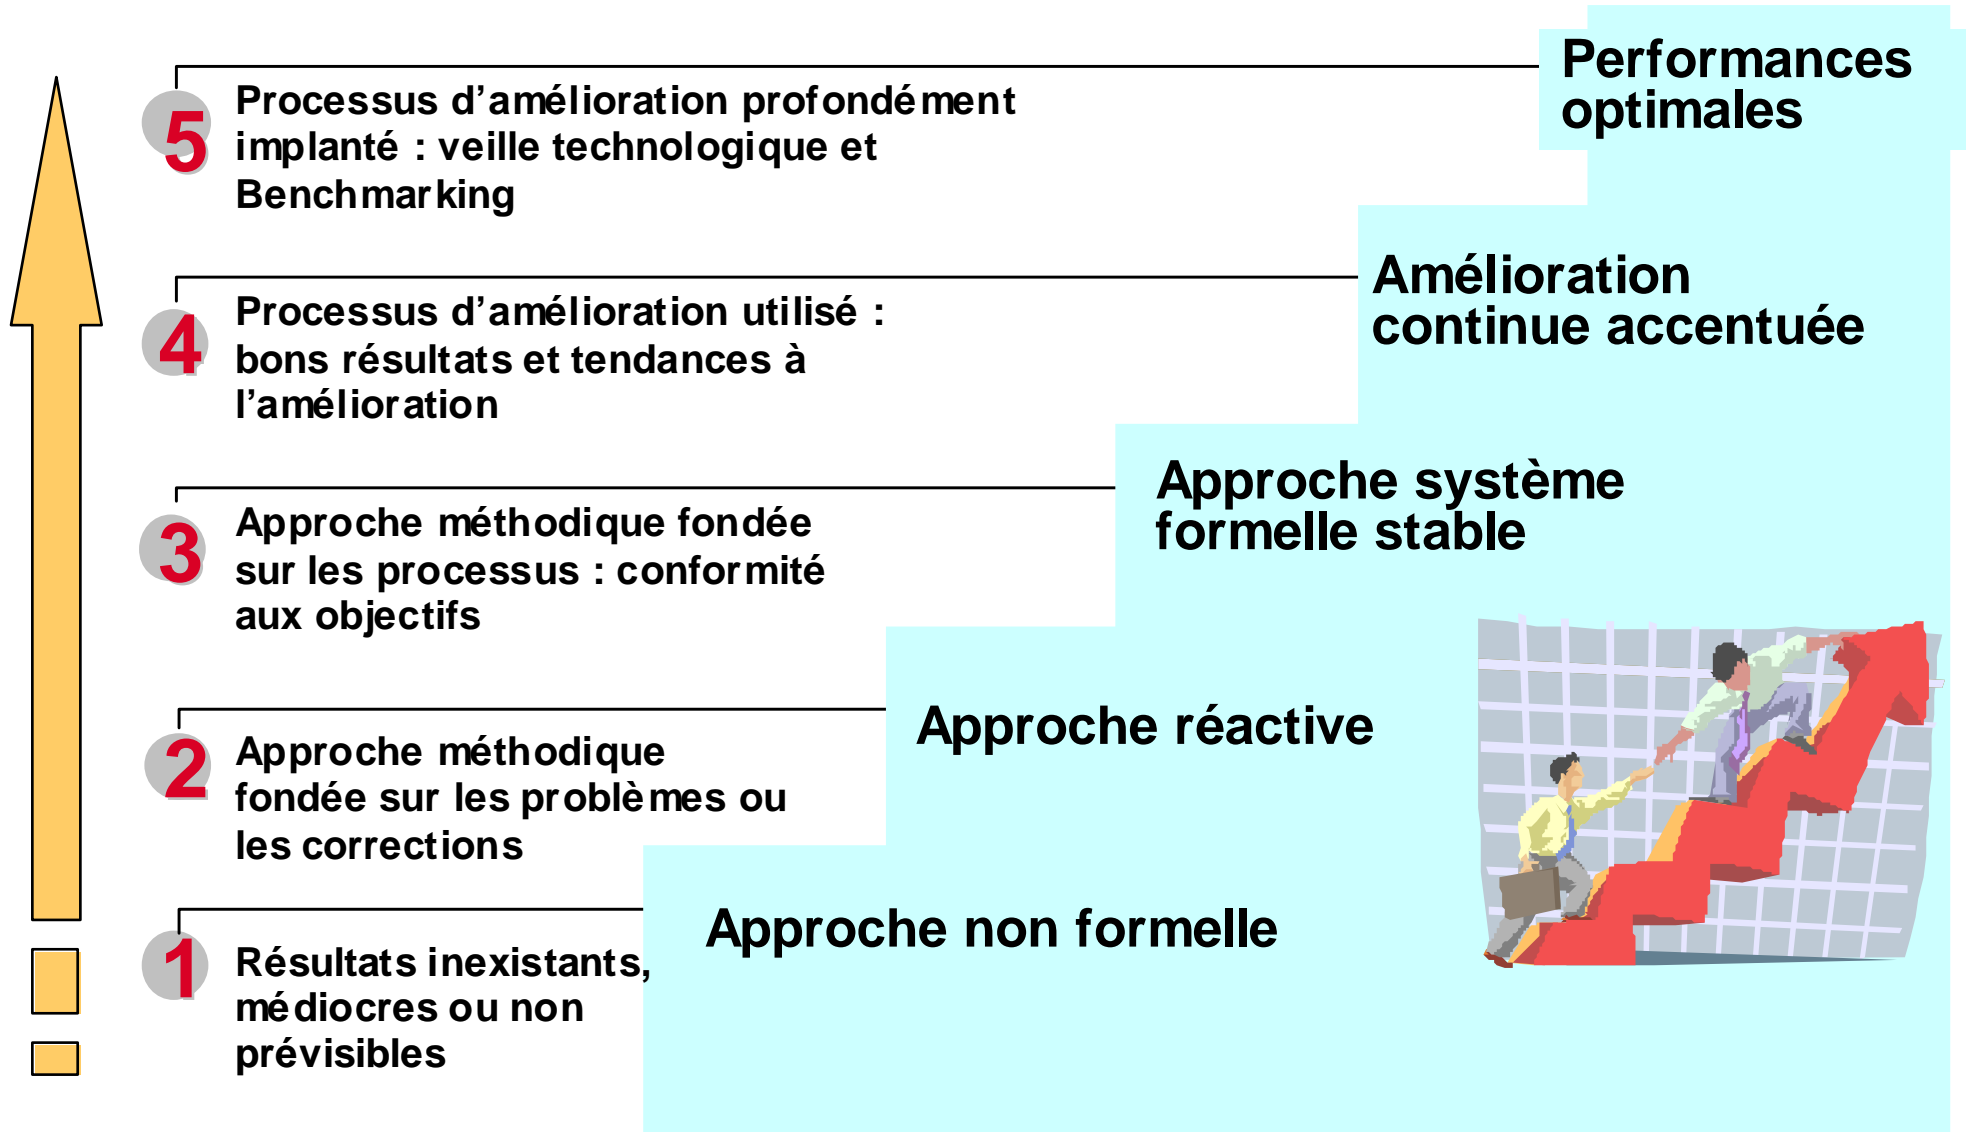 Performances
optimales
5
Processus d’amélioration profondément
implanté : veille technologique et
Benchmarking
Amélioration
continue accentuée
4
Processus d’amélioration utilisé :
bons résultats et tendances à
l’amélioration
Approche système
formelle stable
3
Approche méthodique fondée
sur les processus : conformité
aux objectifs
Approche réactive
2
Approche méthodique
fondée sur les problèmes ou
les corrections
Approche non formelle
1
Résultats inexistants,
médiocres ou non
prévisibles